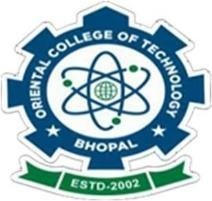 ORIENTAL COLLEGE OF TECHNOLOGY
BHOPAL
ESTD-2002